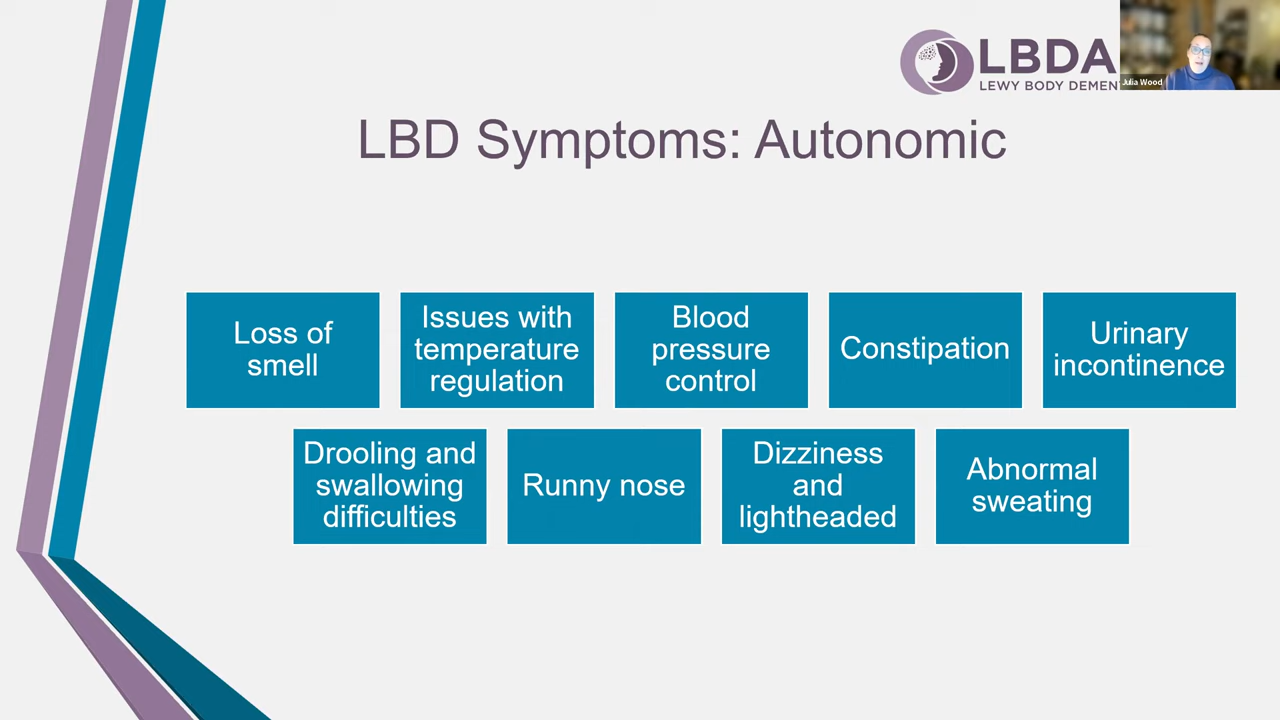 LBDA
LEWY BODY DEMEN
Julia Wood
LBD Symptoms: Autonomic
Loss of
smell
Issues with
temperature
regulation
Blood
pressure
control
Constipation
Urinary
incontinence
Drooling and
swallowing
difficulties
Runny nose
Dizziness
and
lightheaded
Abnormal
sweating